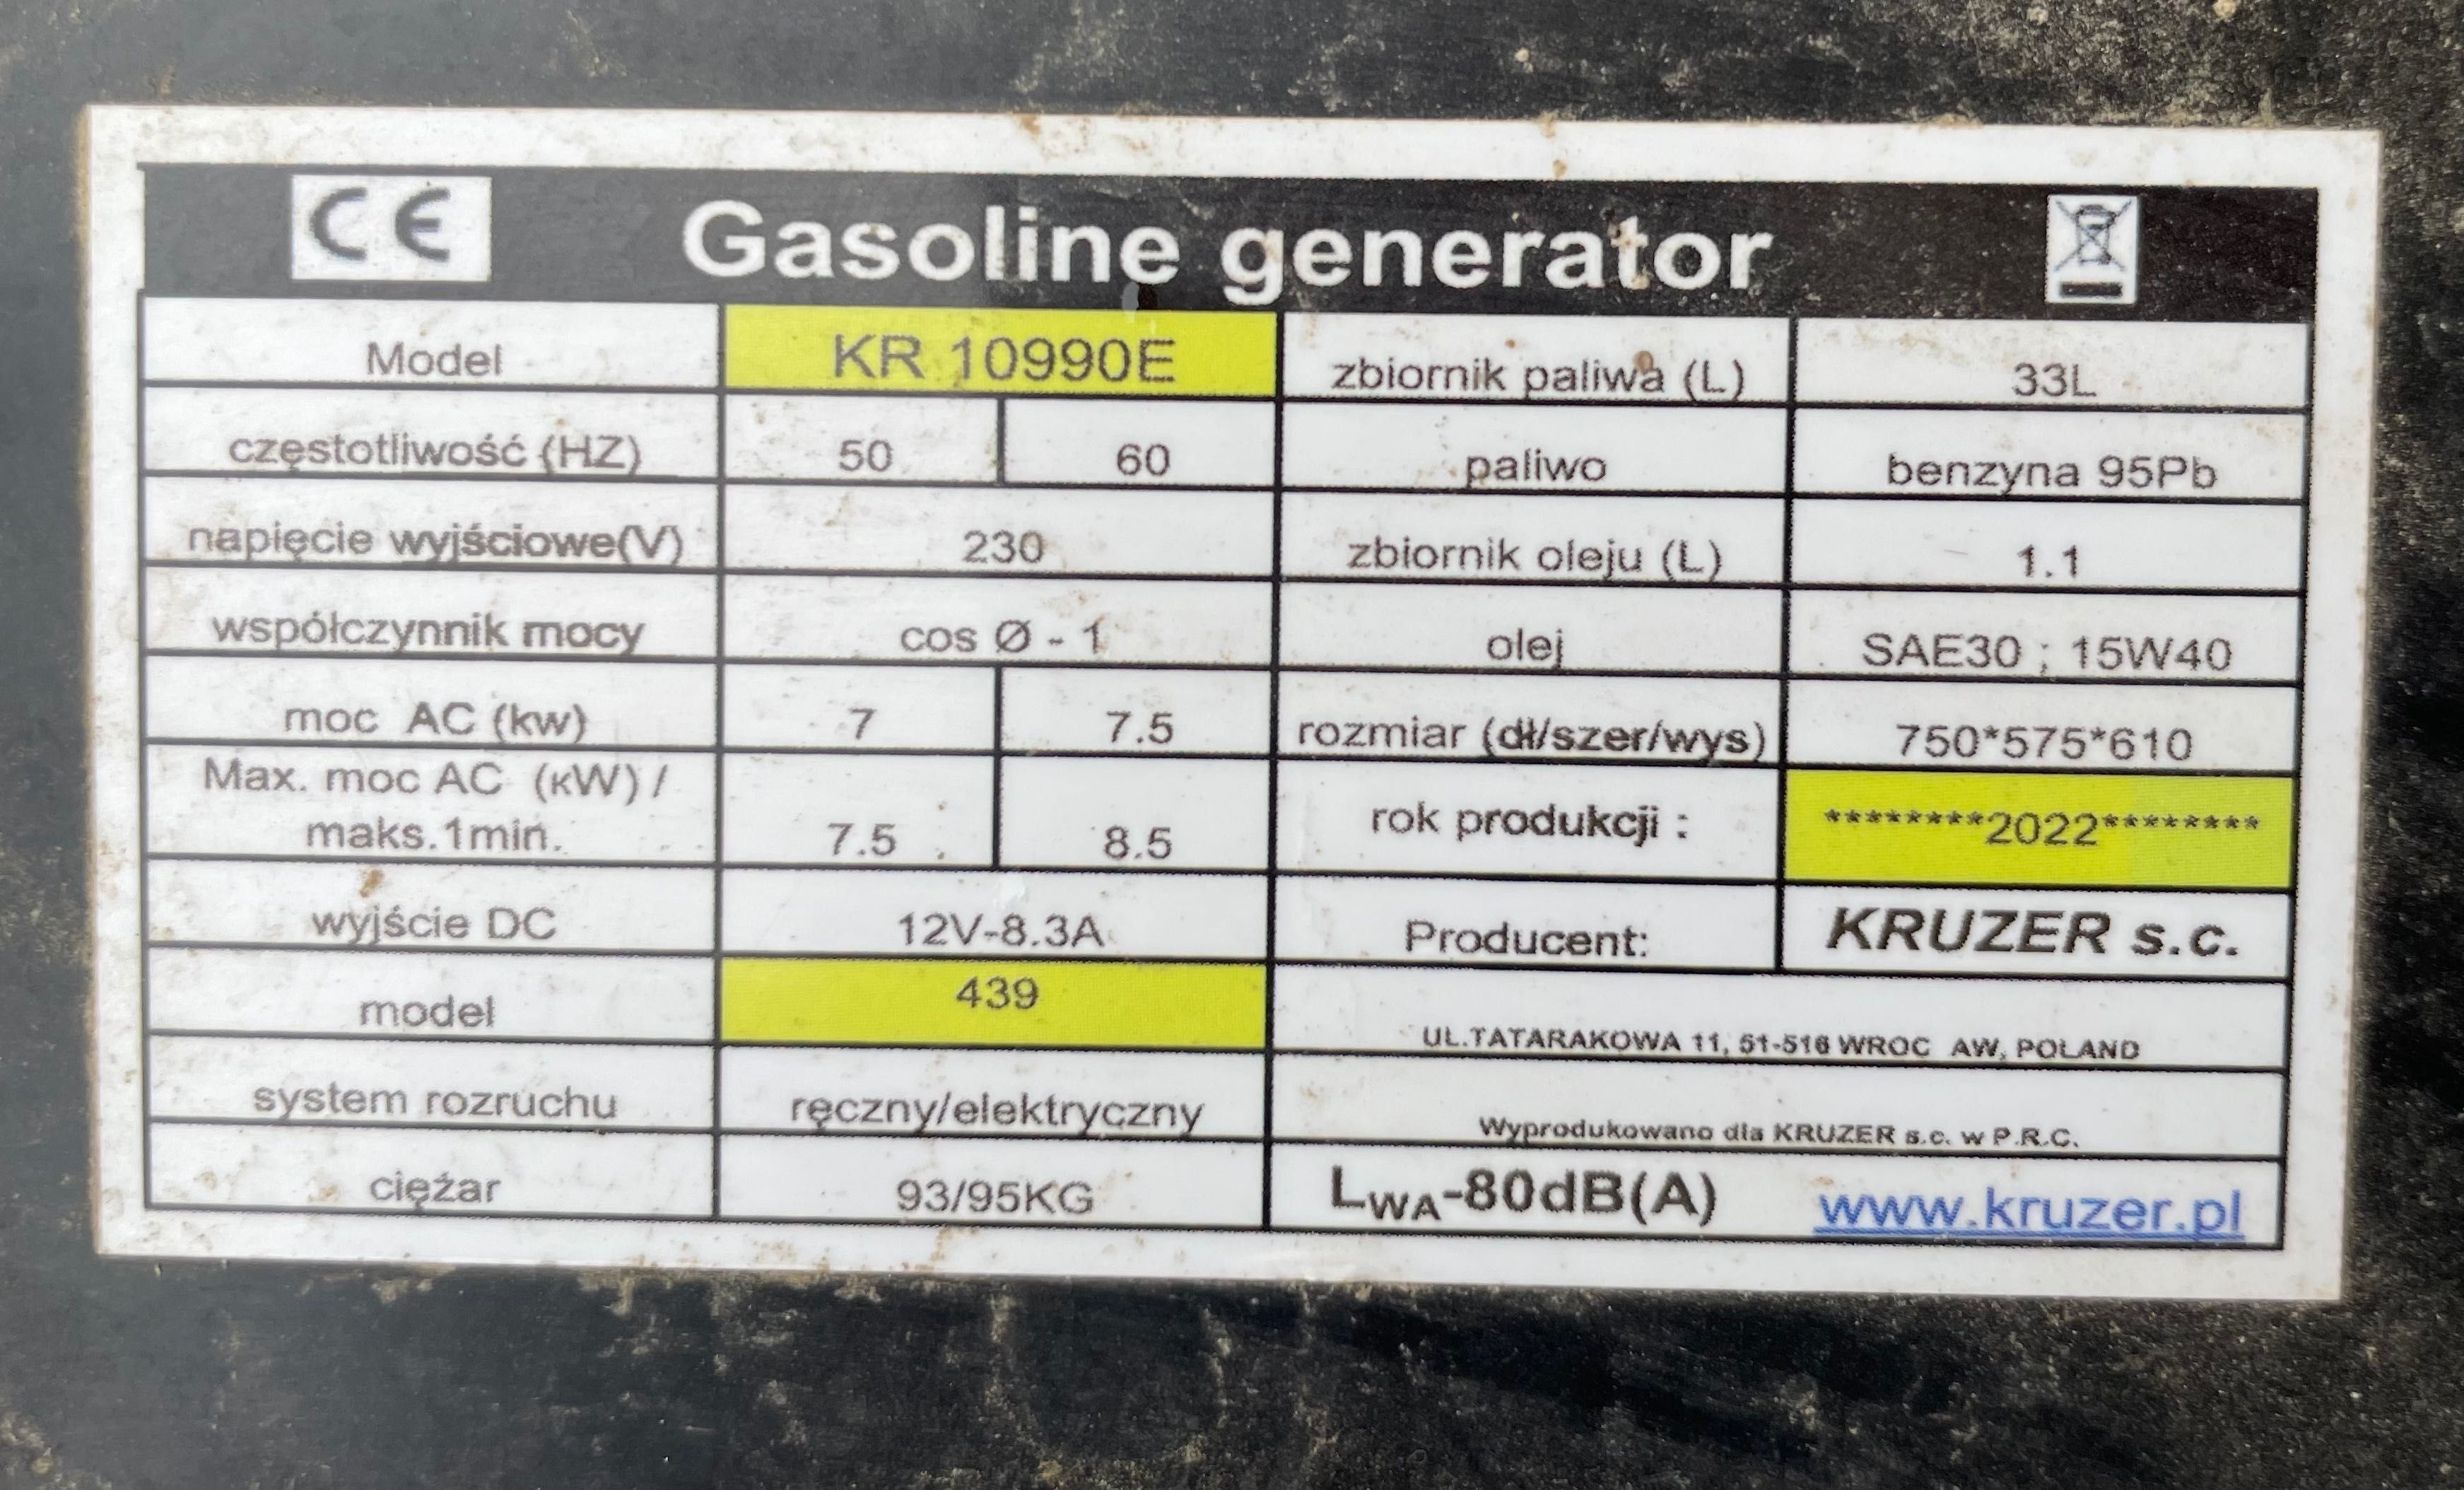 CE Gasoline generator
Model KR 10990E zbiornik paliwa (L) 33L
częstotliwość (HZ) 50 60 paliwo benzyna 95Pb
napięcie wyjściowe(V) 230 zbiornik oleju (L) 1.1
współczynnik mocy cos Ø - 1 olej SAE30 ; 15W40
moc AC (kw) 7 7.5 rozmiar (dł/szer/wys) 750*575*610
Max. moc AC (кW) /
maks.1min. 7.5 8.5 rok produkcji : ********2022********
wyjście DC 12V-8.3A Producent: KRUZER s.c.
model 439 UL.TATARAKOWA 11, 51-516 WROC AW, POLAND
system rozruchu ręczny/elektryczny Wyprodukowano dla KRUZER s.c. w P.R.C.
ciężar 93/95KG LWA-80dB(A) www.kruzer.pl